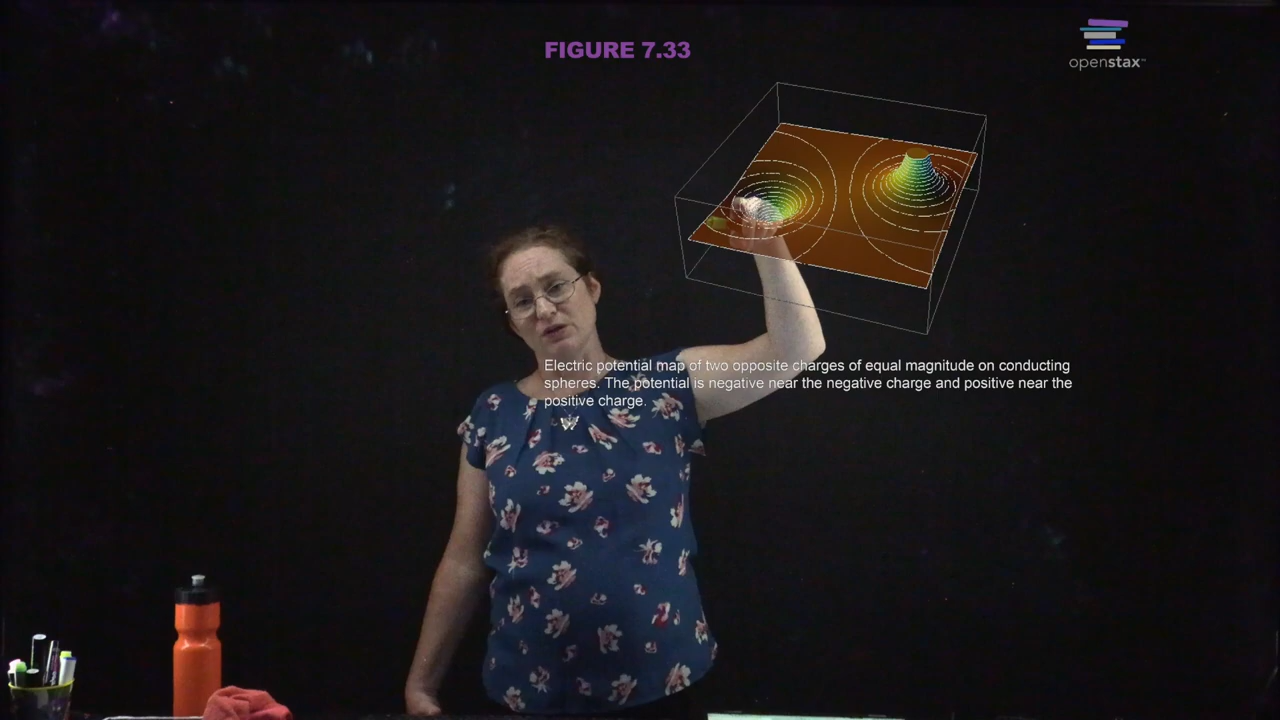 FIGURE 7.33
openstax™
Electric potential map of two opposite charges of equal magnitude on conducting
spheres. The potential is negative near the negative charge and positive near the
positive charge.